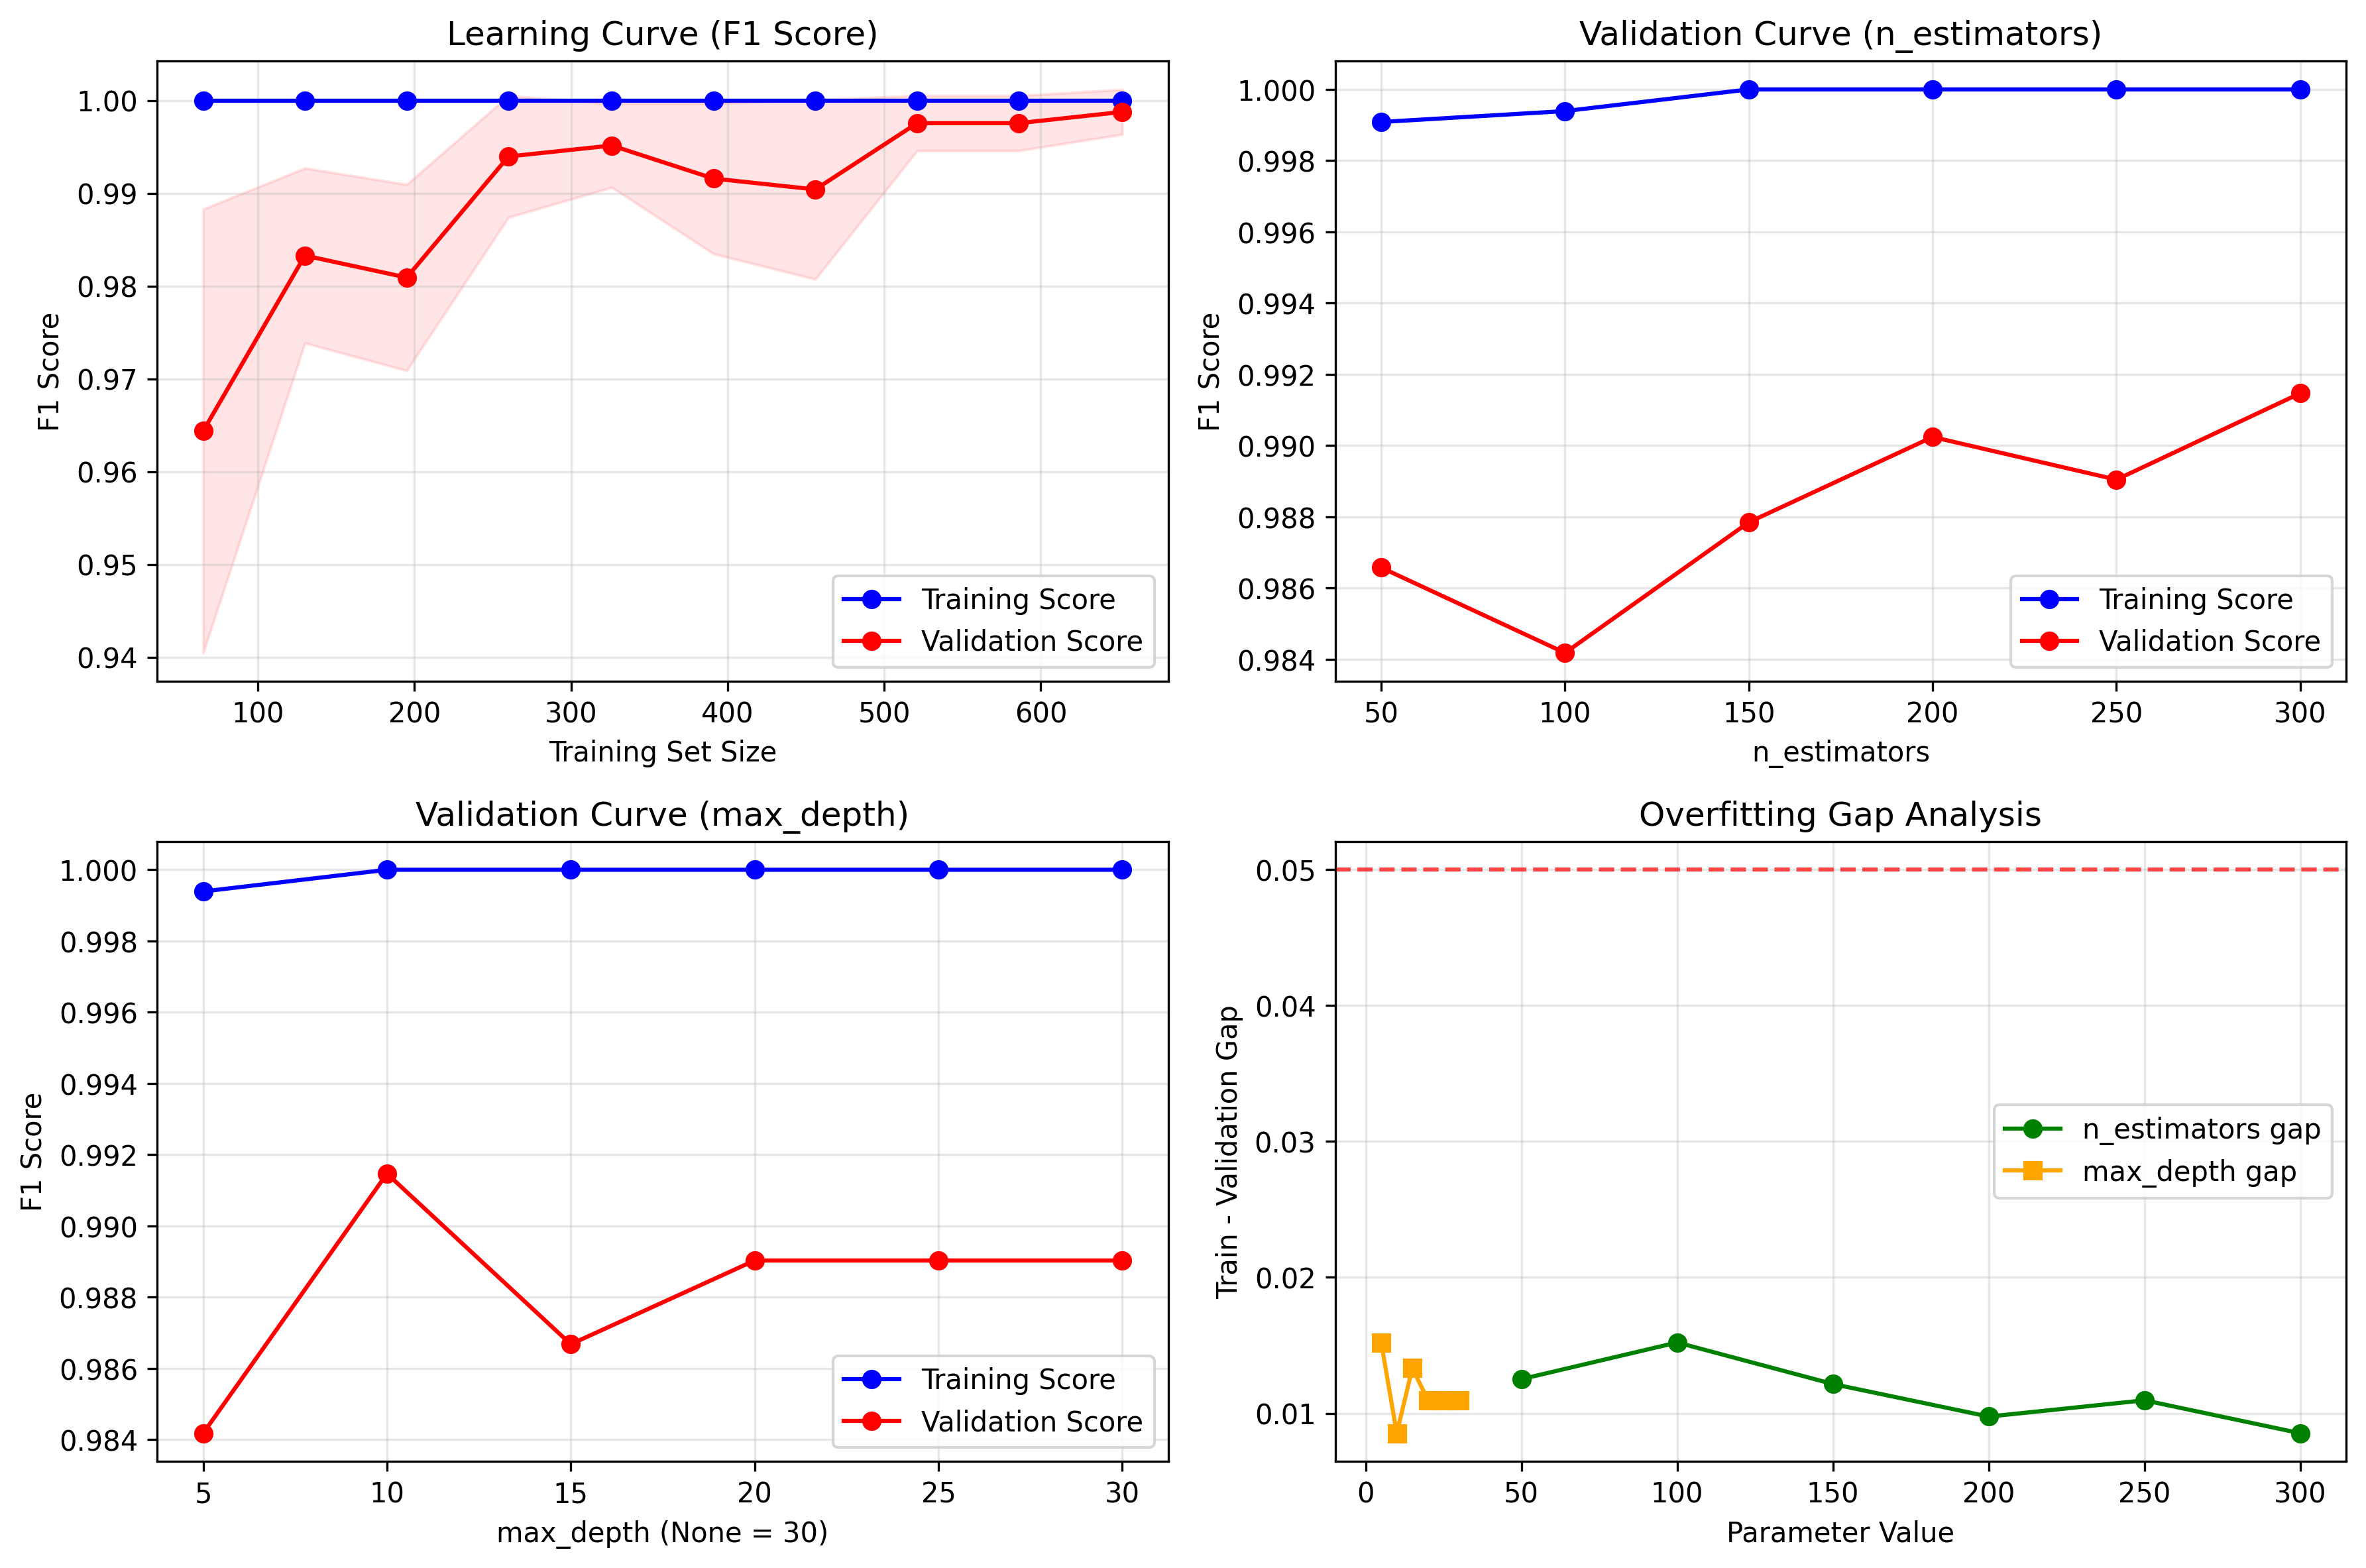 Learning Curve (F1 Score)
1.00
0.99
0.98
0.97
0.96
0.95
0.94
F1 Score
100 200 300 400 500 600
Training Set Size
Training Score
Validation Score
Validation Curve (n_estimators)
1.000
0.998
0.996
0.994
0.992
0.990
0.988
0.986
0.984
F1 Score
50 100 150 200 250 300
n_estimators
Training Score
Validation Score
Validation Curve (max_depth)
1.000
0.998
0.996
0.994
0.992
0.990
0.988
0.986
0.984
F1 Score
5 10 15 20 25 30
max_depth (None = 30)
Training Score
Validation Score
Overfitting Gap Analysis
0.05
0.04
0.03
0.02
0.01
Train - Validation Gap
0 50 100 150 200 250 300
Parameter Value
n_estimators gap
max_depth gap